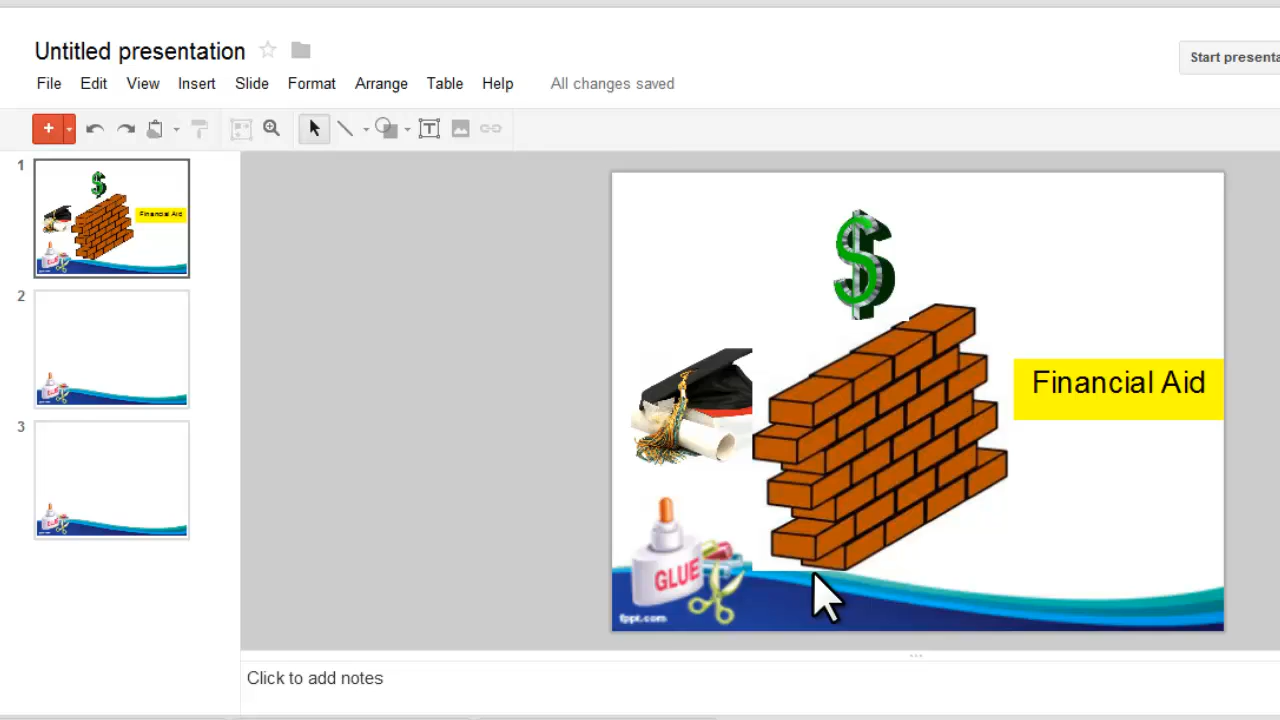 Untitled presentation
Start presenta
File Edit View Insert Slide Format Arrange Table Help All changes saved
1
Financial Aid
2
3
$
Financial Aid
GLUE
fppt.com
Click to add notes